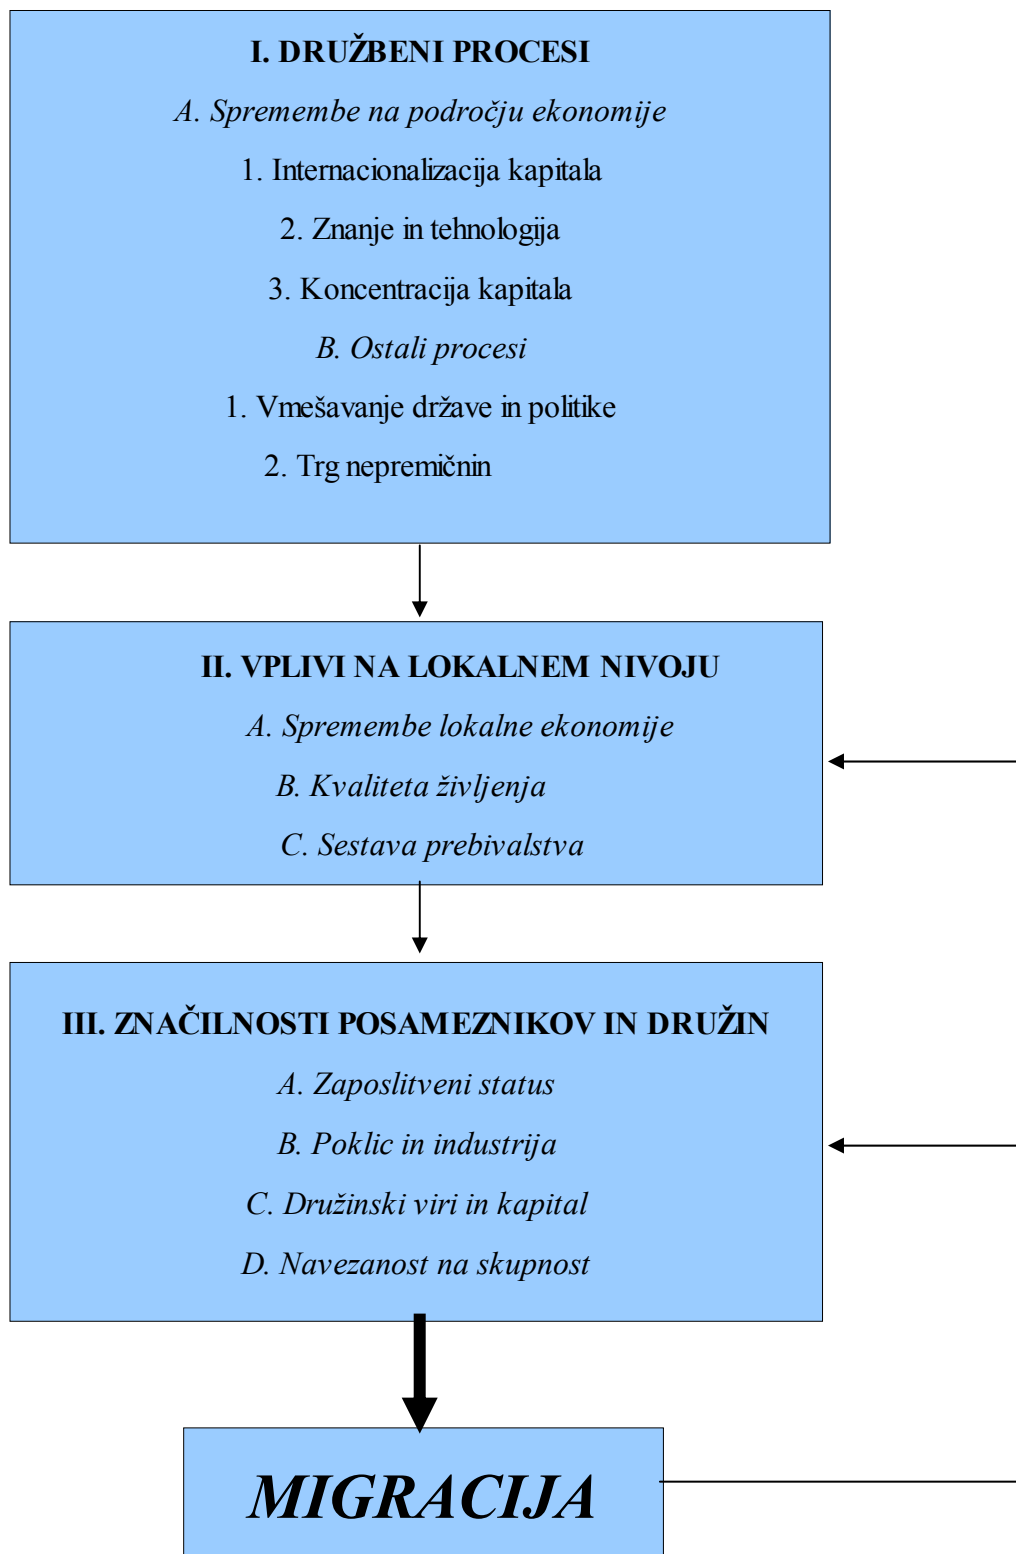 I. DRUŽBENI PROCESI
A. Spremembe na področju ekonomije
1. Internacionalizacija kapitala
2. Znanje in tehnologija
3. Koncentracija kapitala
B. Ostali procesi
1. Vmešavanje države in politike
2. Trg nepremičnin
II. VPLIVI NA LOKALNEM NIVOJU
A. Spremembe lokalne ekonomije
B. Kvaliteta življenja
C. Sestava prebivalstva
III. ZNAČILNOSTI POSAMEZNIKOV IN DRUŽIN
A. Zaposlitveni status
B. Poklic in industrija
C. Družinski viri in kapital
D. Navezanost na skupnost
MIGRACIJA